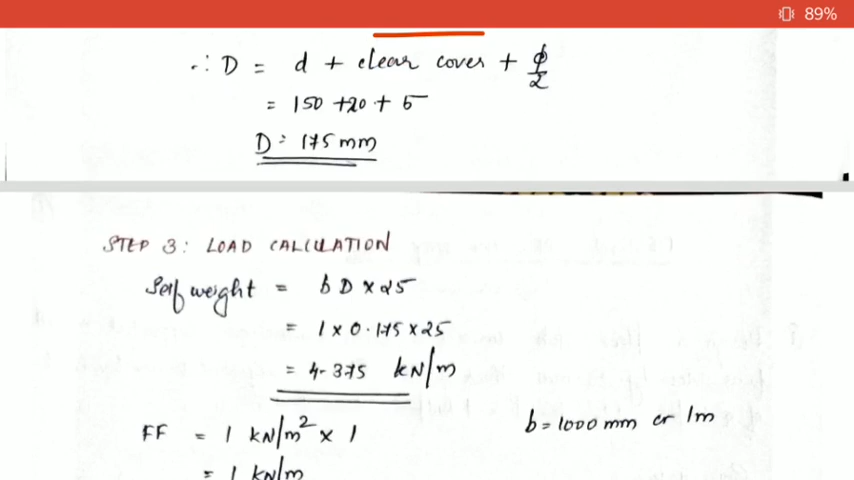 89%
∴ D = d + clear cover + ϕ/2
= 150 + 20 + 5
D = 175 mm
STEP 3: LOAD CALCULATION
Self weight = b D × 25
= 1 × 0.175 × 25
= 4.375 kN/m
FF = 1 kN/m² × 1
b = 1000 mm or 1m
= 1 kN/m